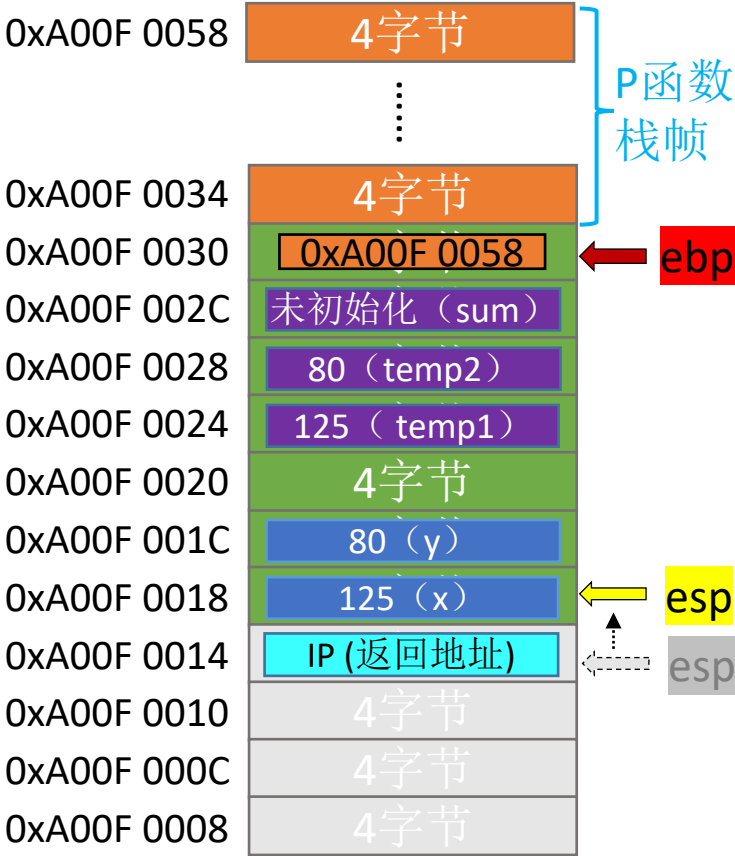 0xA00F 0058 4字节
······
P函数
栈帧
0xA00F 0034 4字节
0xA00F 0030 0xA00F 0058 ebp
0xA00F 002C 未初始化（sum）
0xA00F 0028 80（temp2）
0xA00F 0024 125（ temp1）
0xA00F 0020 4字节
0xA00F 001C 80（y）
0xA00F 0018 125（x） esp
0xA00F 0014 IP (返回地址) esp
0xA00F 0010 4字节
0xA00F 000C 4字节
0xA00F 0008 4字节